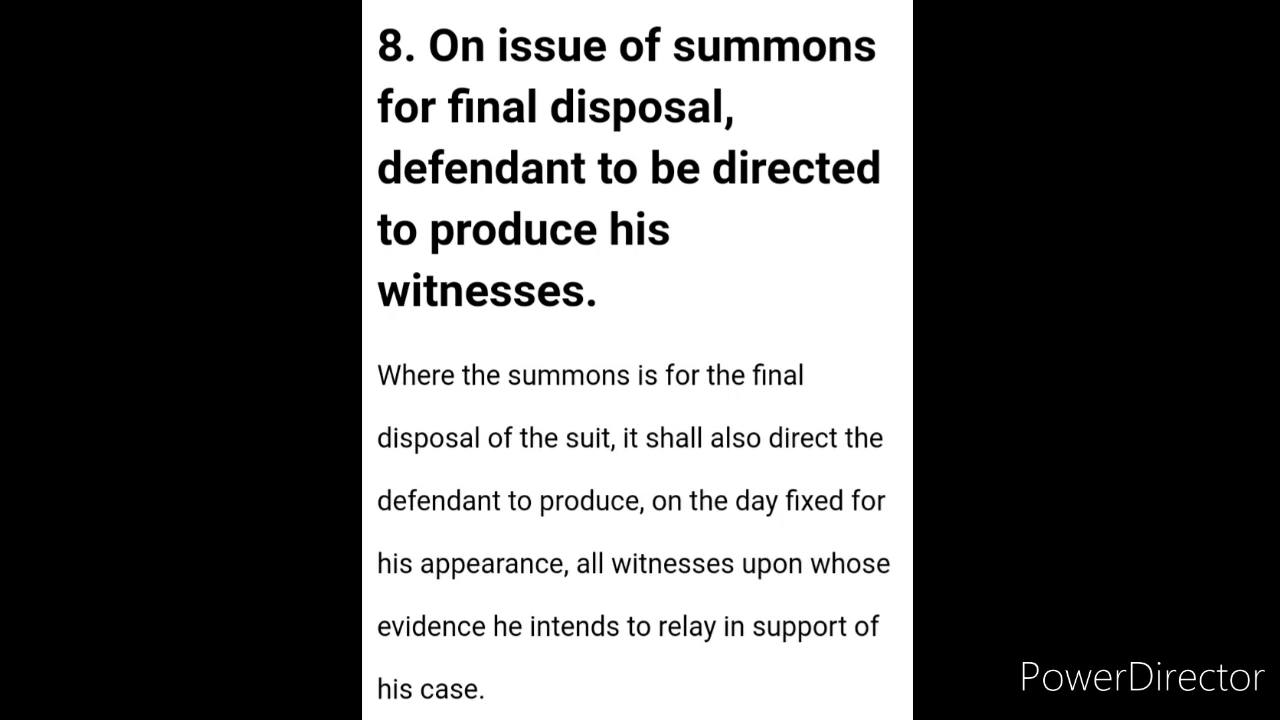 8. On issue of summons
for final disposal,
defendant to be directed
to produce his
witnesses.
Where the summons is for the final
disposal of the suit, it shall also direct the
defendant to produce, on the day fixed for
his appearance, all witnesses upon whose
evidence he intends to relay in support of
his case.
PowerDirector